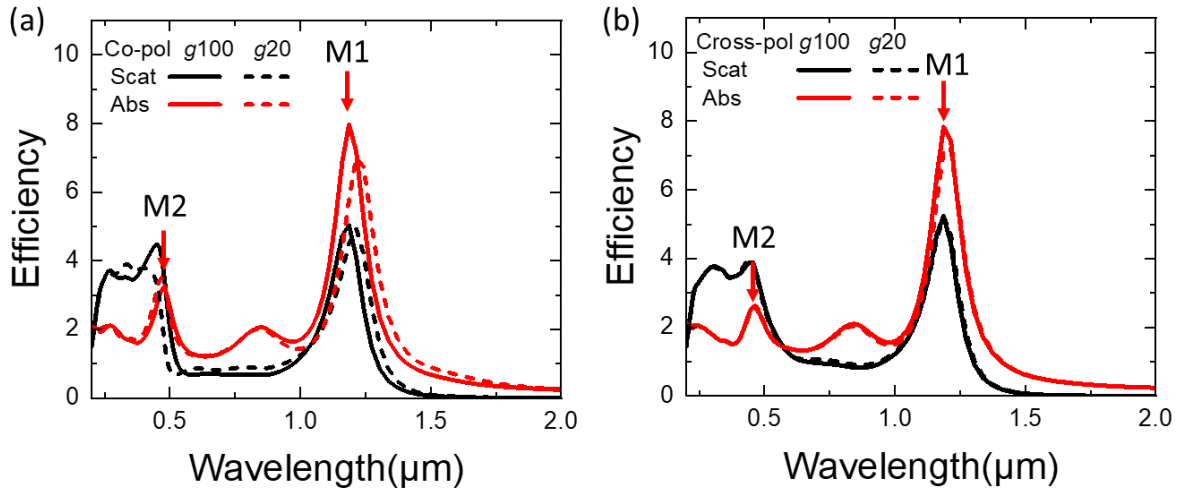 (a)
Co-pol g100 g20
Scat
Abs
M1
M2
Efficiency
10
8
6
4
2
0
0.5 1.0 1.5 2.0
Wavelength(μm)
(b)
Cross-pol g100 g20
Scat
Abs
M1
M2
Efficiency
10
8
6
4
2
0
0.5 1.0 1.5 2.0
Wavelength(μm)